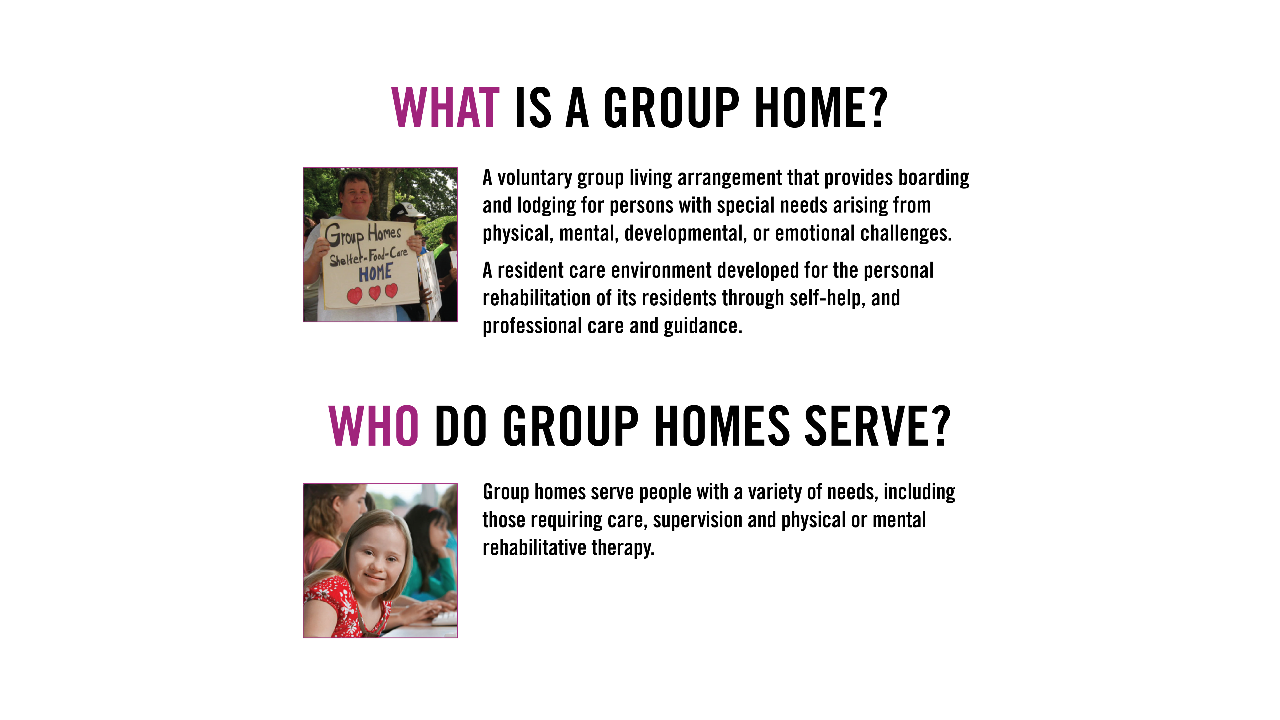 WHAT IS A GROUP HOME?
A voluntary group living arrangement that provides boarding
and lodging for persons with special needs arising from
physical, mental, developmental, or emotional challenges.
A resident care environment developed for the personal
rehabilitation of its residents through self-help, and
professional care and guidance.
Group Homes
Shelter-Food-Care
HOME
WHO DO GROUP HOMES SERVE?
Group homes serve people with a variety of needs, including
those requiring care, supervision and physical or mental
rehabilitative therapy.